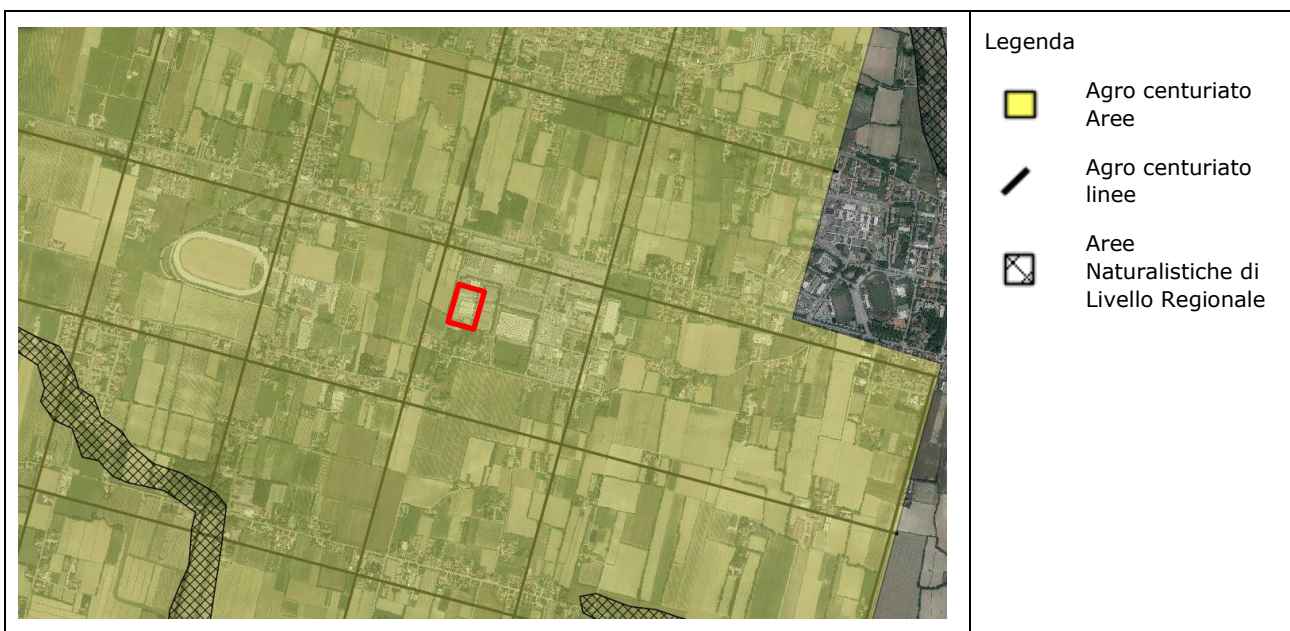 Legenda
Agro centuriato
Aree
Agro centuriato
linee
Aree
Naturalistiche di
Livello Regionale